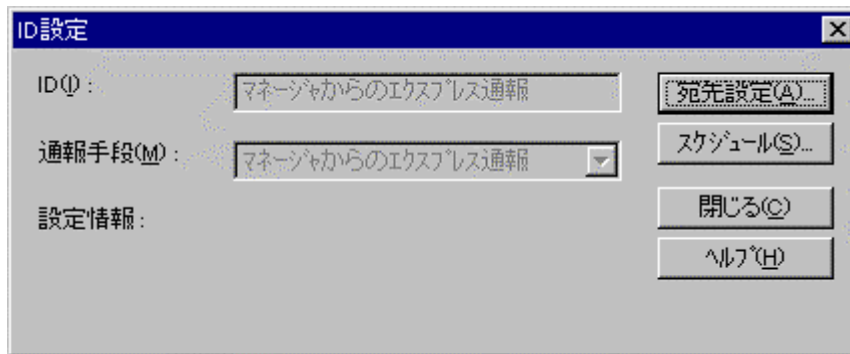 ID設定
ID(I) :
マネージャからのエクスプレス通報
宛先設定(A)...
通報手段(M) :
マネージャからのエクスプレス通報
スケジュール(S)...
設定情報 :
閉じる(C)
ヘルプ(H)